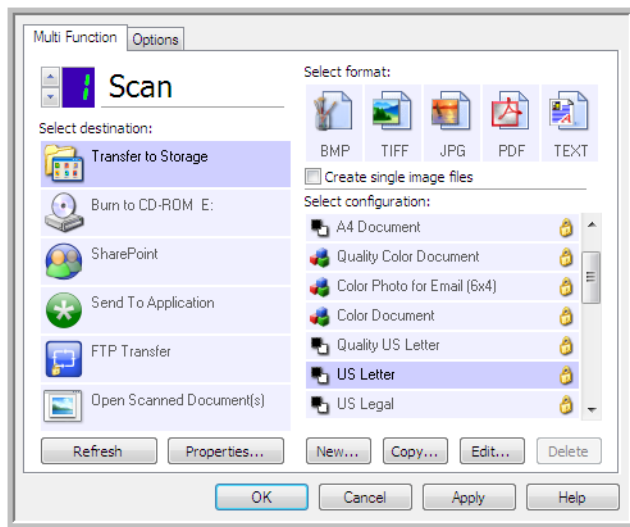 Multi Function
Options
1
Scan
Select destination:
Transfer to Storage
Burn to CD-ROM E:
SharePoint
Send To Application
FTP Transfer
Open Scanned Document(s)
Refresh
Properties...
Select format:
BMP
TIFF
JPG
PDF
TEXT
Create single image files
Select configuration:
A4 Document
Quality Color Document
Color Photo for Email (6x4)
Color Document
Quality US Letter
US Letter
US Legal
New...
Copy...
Edit...
Delete
OK
Cancel
Apply
Help